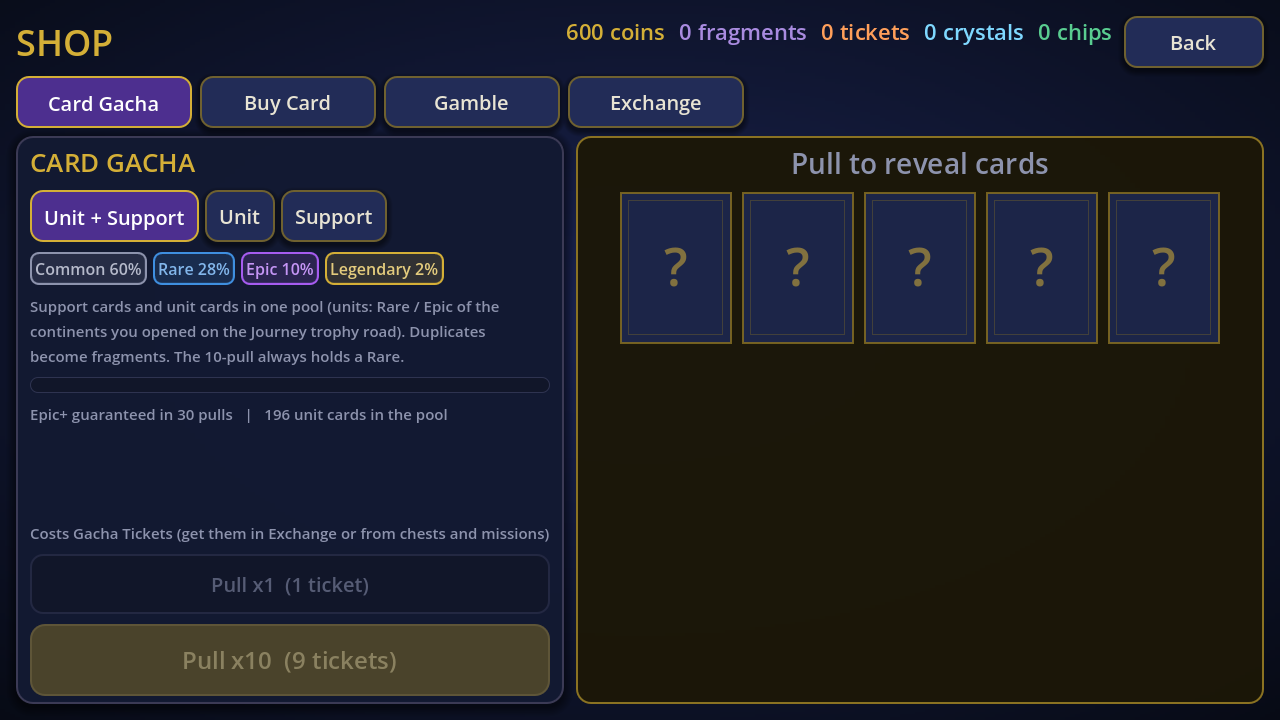 SHOP
600 coins 0 fragments 0 tickets 0 crystals 0 chips
Back
Card Gacha
Buy Card
Gamble
Exchange
CARD GACHA
Unit + Support
Unit
Support
Common 60%
Rare 28%
Epic 10%
Legendary 2%
Support cards and unit cards in one pool (units: Rare / Epic of the
continents you opened on the Journey trophy road). Duplicates
become fragments. The 10-pull always holds a Rare.
Epic+ guaranteed in 30 pulls | 196 unit cards in the pool
Costs Gacha Tickets (get them in Exchange or from chests and missions)
Pull x1 (1 ticket)
Pull x10 (9 tickets)
Pull to reveal cards
? ? ? ? ?